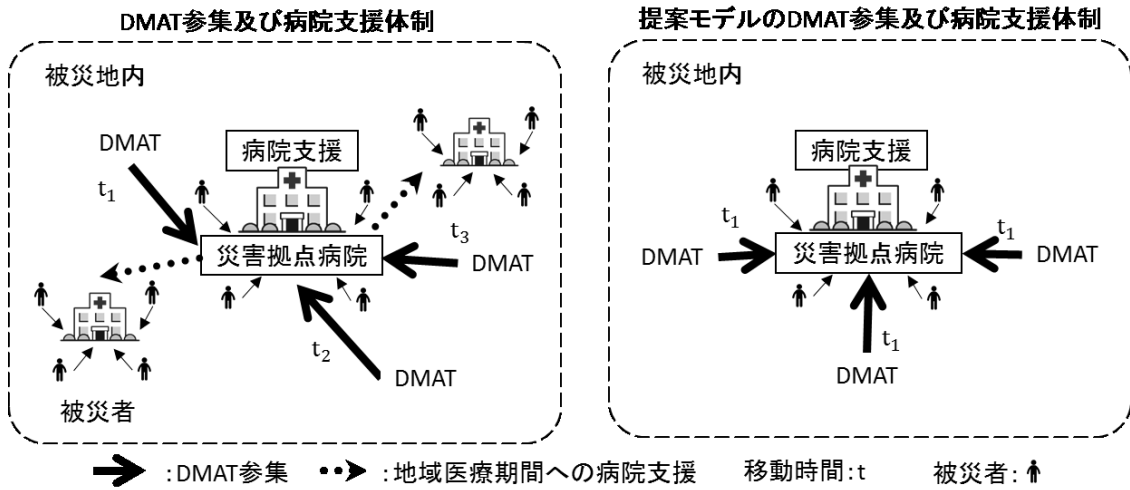 DMAT参集及び病院支援体制
被災地内
DMAT
病院支援
t₁
t₃
災害拠点病院
DMAT
t₂
DMAT
被災者
提案モデルのDMAT参集及び病院支援体制
被災地内
病院支援
t₁
t₁
DMAT
災害拠点病院
DMAT
t₁
DMAT
:DMAT参集 :地域医療期間への病院支援 移動時間:t 被災者: